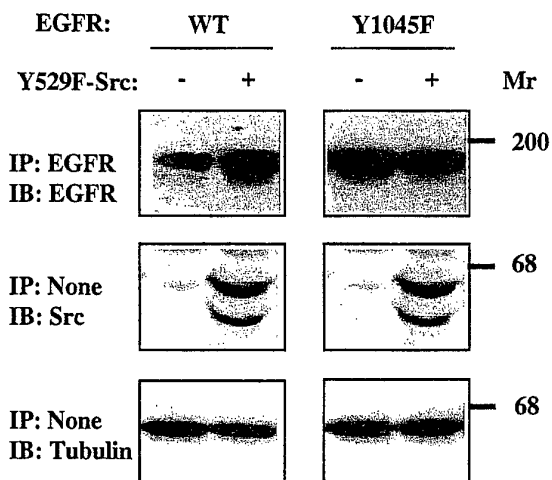 EGFR: WT Y1045F
Y529F-Src: - + - + Mr
200
IP: EGFR
IB: EGFR
68
IP: None
IB: Src
68
IP: None
IB: Tubulin